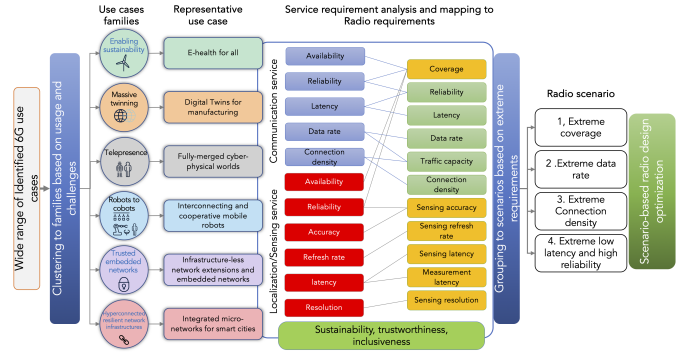 Use cases
families
Representative
use case
Service requirement analysis and mapping to
Radio requirements
Wide range of Identified 6G use
cases
Clustering to families based on usage and
challenges
Enabling
sustainability
Massive
twinning
Telepresence
Robots to
cobots
Trusted
embedded
networks
Hyperconnected
resilient network
infrastructures
E-health for all
Digital Twins for
manufacturing
Fully-merged cyber-
physical worlds
Interconnecting and
cooperative mobile
robots
Infrastructure-less
network extensions and
embedded networks
Integrated micro-
networks for smart cities
Communication service
Localization/Sensing service
Availability
Reliability
Latency
Data rate
Connection
density
Availability
Reliability
Accuracy
Refresh rate
latency
Resolution
Coverage
Reliability
Latency
Data rate
Traffic capacity
Connection
density
Sensing accuracy
Sensing refresh
rate
Sensing latency
Measurement
latency
Sensing resolution
Sustainability, trustworthiness,
inclusiveness
Grouping to scenarios based on extreme
requirements
Radio scenario
1, Extreme
coverage
2 .Extreme data
rate
3. Extreme
Connection
density
4. Extreme low
latency and high
reliability
Scenario-based radio design
optimization